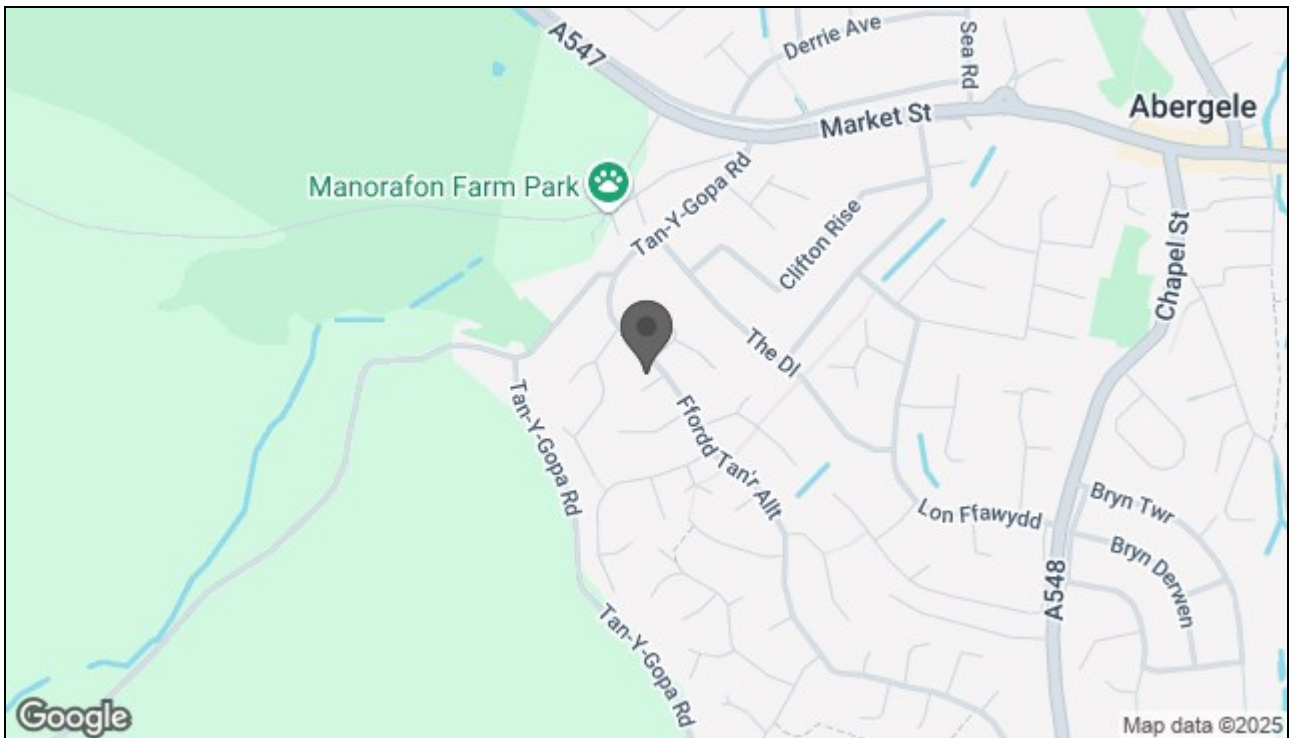 A547
Derrie Ave
Sea Rd
Abergele
Market St
Manorafon Farm Park
Tan-Y-Gopa Rd
Clifton Rise
Chapel St
The Dl
Tan-Y-Gopa Rd
Ffordd Tan'r Allt
Lon Ffawydd
Bryn Twr
Bryn Derwen
A548
Tan-Y-Gopa Rd
Google
Map data ©2025